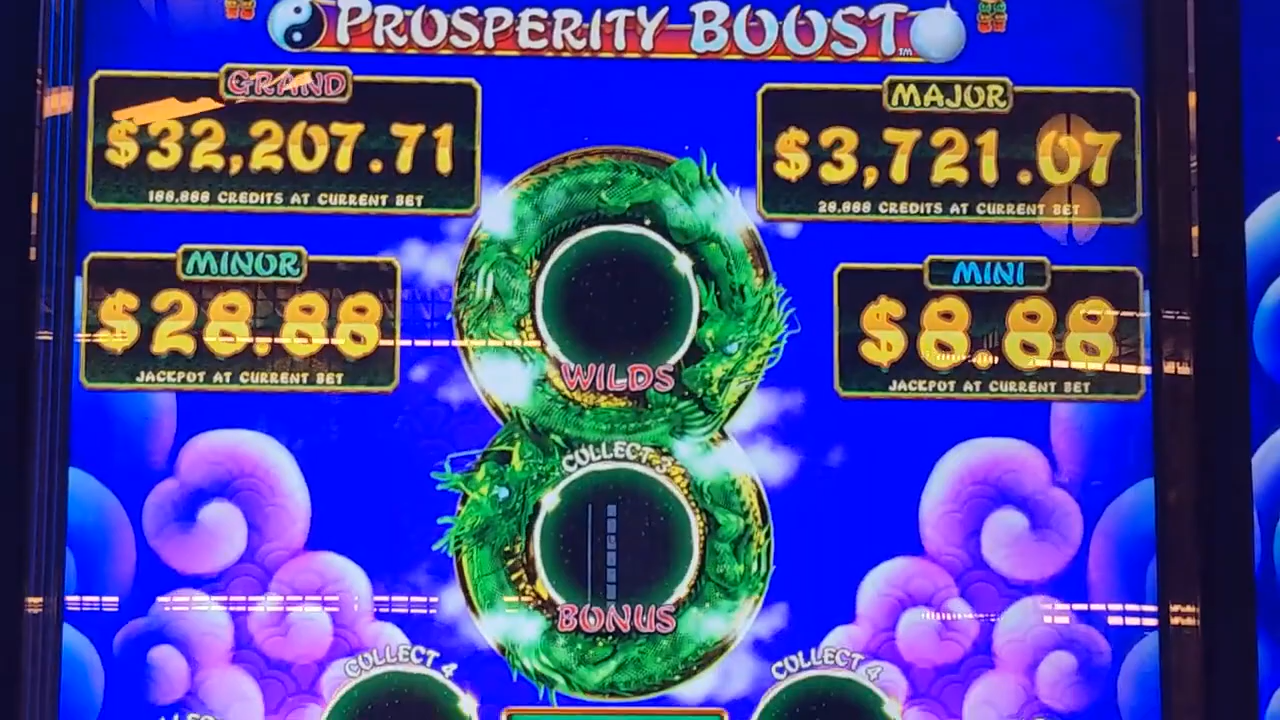 PROSPERITY BOOST™
GRAND
$32,207.71
188,888 CREDITS AT CURRENT BET
MAJOR
$3,721.07
28,888 CREDITS AT CURRENT BET
MINOR
$28.88
JACKPOT AT CURRENT BET
MINI
$8.88
JACKPOT AT CURRENT BET
WILDS
COLLECT 3
BONUS
COLLECT 4
COLLECT 4